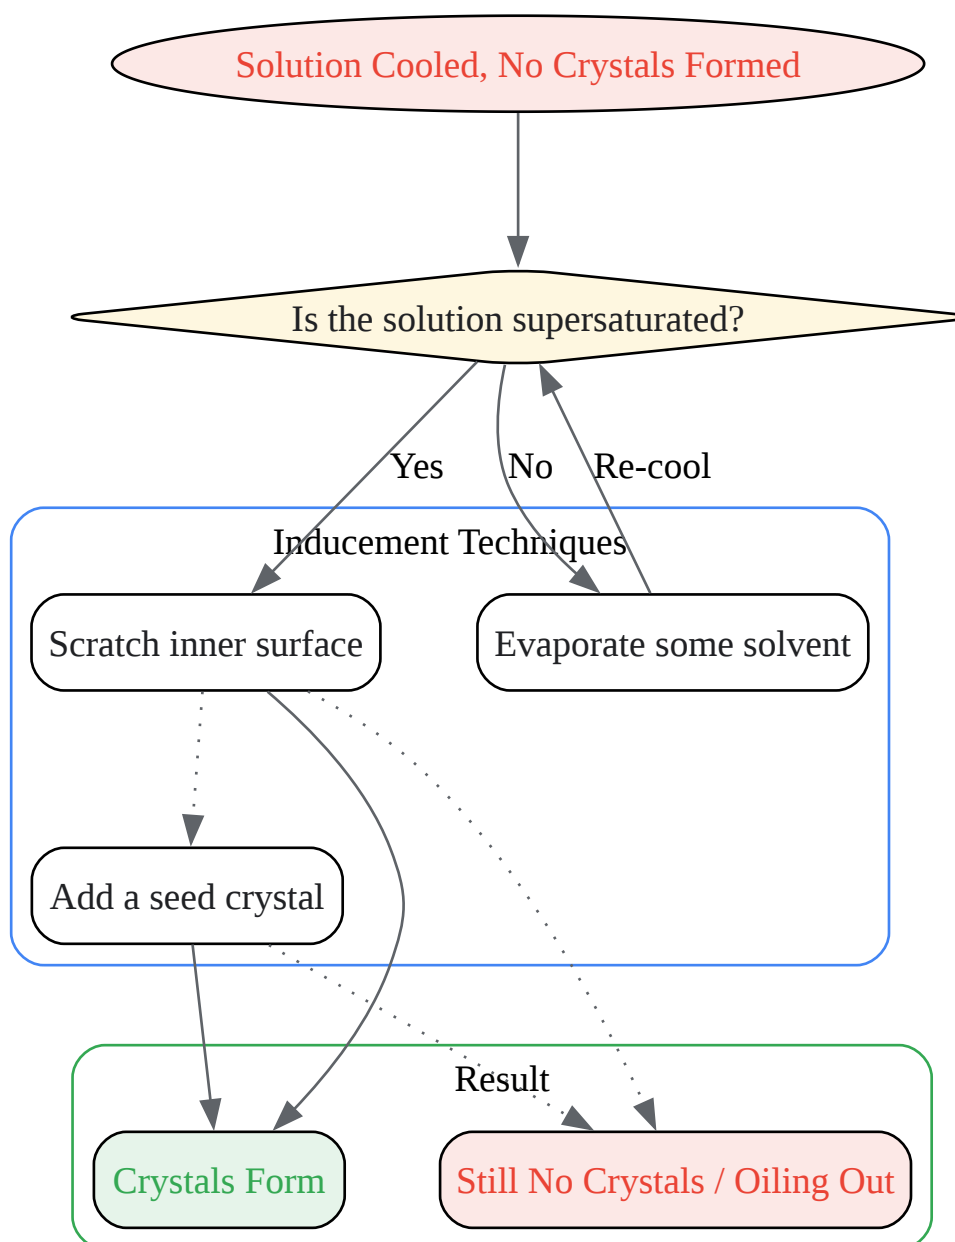 Solution Cooled, No Crystals Formed
Is the solution supersaturated?
Yes
No
Re-cool
Inducement Techniques
Scratch inner surface
Evaporate some solvent
Add a seed crystal
Result
Crystals Form
Still No Crystals / Oiling Out